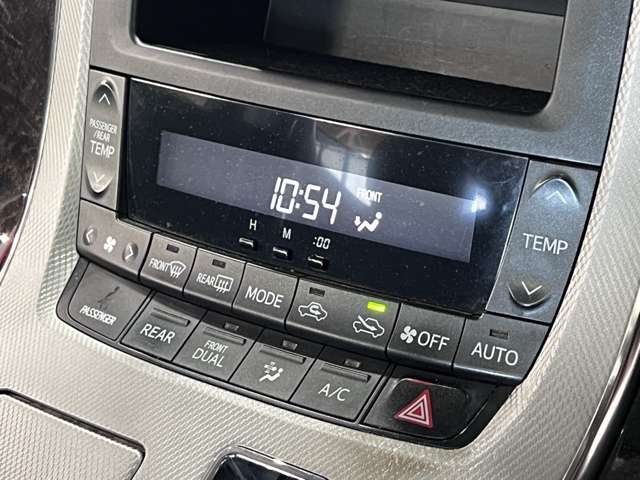 PASSENGER
/REAR
TEMP
10:54
FRONT
H M :00
TEMP
FRONT
REAR
MODE
OFF
AUTO
PASSENGER
REAR
FRONT
DUAL
A/C